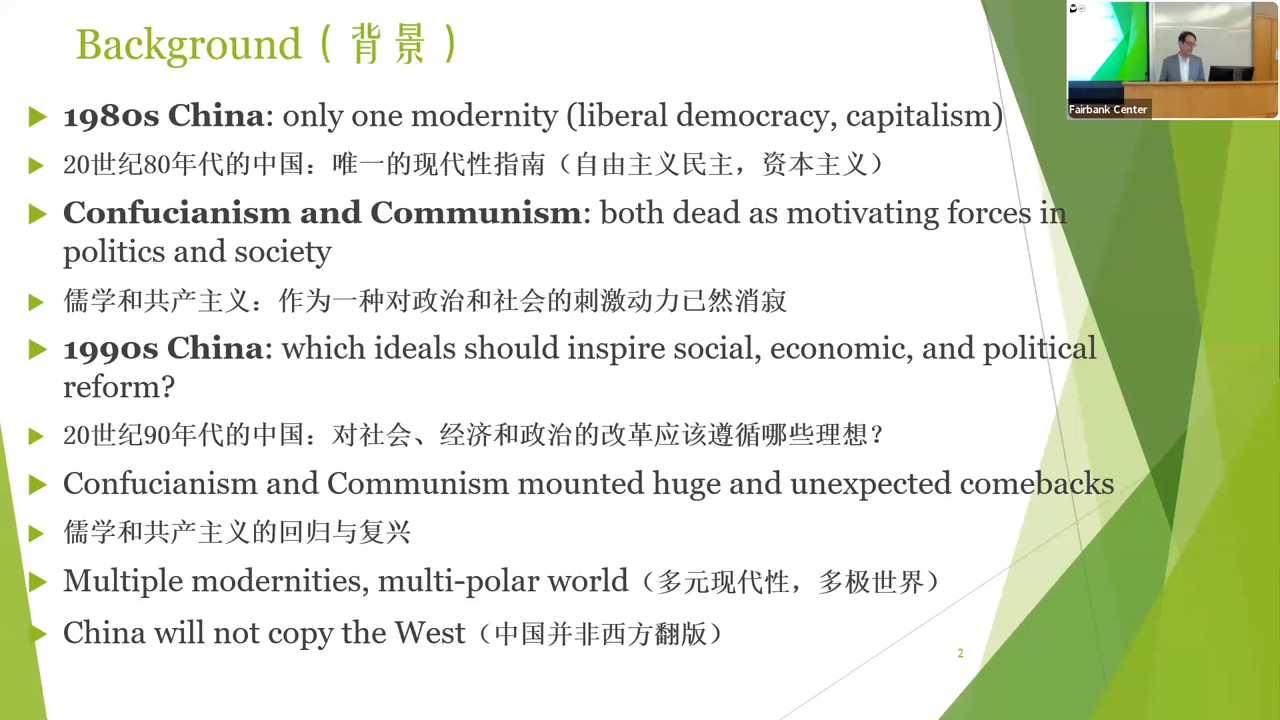 Background（背景）
1980s China: only one modernity (liberal democracy, capitalism)
20世纪80年代的中国：唯一的现代性指南（自由主义民主，资本主义）
Confucianism and Communism: both dead as motivating forces in
politics and society
儒学和共产主义：作为一种对政治和社会的刺激动力已然消寂
1990s China: which ideals should inspire social, economic, and political
reform?
20世纪90年代的中国：对社会、经济和政治的改革应该遵循哪些理想？
Confucianism and Communism mounted huge and unexpected comebacks
儒学和共产主义的回归与复兴
Multiple modernities, multi-polar world（多元现代性，多极世界）
China will not copy the West（中国并非西方翻版）
2
Fairbank Center